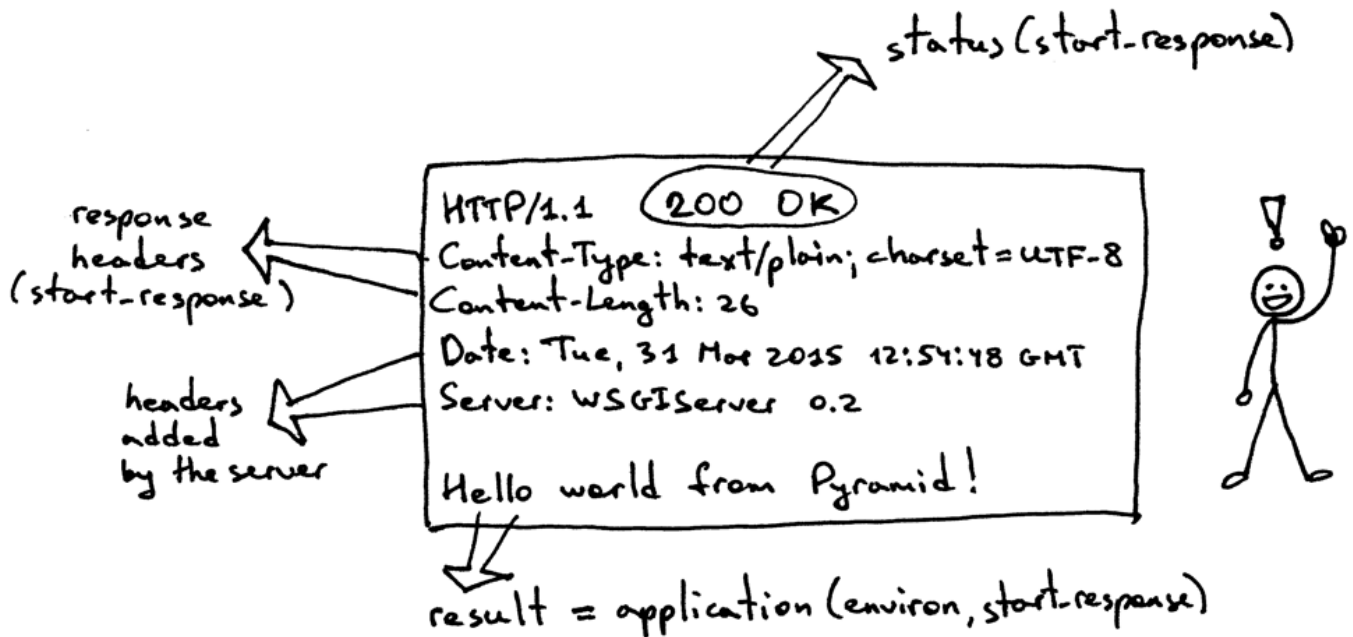 status (start-response)
HTTP/1.1 200 OK
Content-Type: text/plain; charset=UTF-8
Content-Length: 26
Date: Tue, 31 Mar 2015 12:54:48 GMT
Server: WSGIServer 0.2
Hello world from Pyramid!
response
headers
(start-response)
headers
added
by the server
!
result = application (environ, start-response)